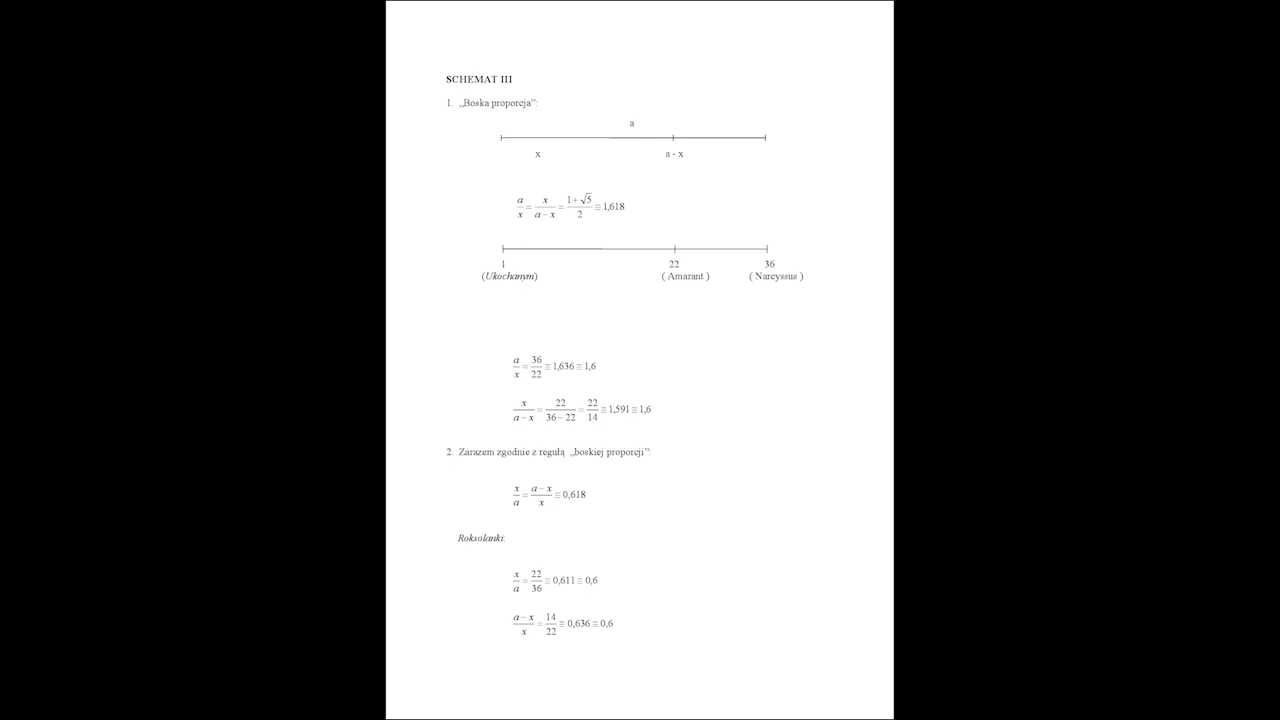 SCHEMAT III
1. „Boska proporcja”:
a
x a - x
a/x = x/(a − x) = (1 + √5)/2 ≅ 1,618
1 22 36
(Ukochanym) ( Amarant ) ( Narcyssus )
a/x = 36/22 ≅ 1,636 ≅ 1,6
x/(a − x) = 22/(36 − 22) = 22/14 ≅ 1,591 ≅ 1,6
2. Zarazem zgodnie z regułą „boskiej proporcji”:
x/a = (a − x)/x ≅ 0,618
Roksolanki:
x/a = 22/36 ≅ 0,611 ≅ 0,6
(a − x)/x = 14/22 ≅ 0,636 ≅ 0,6